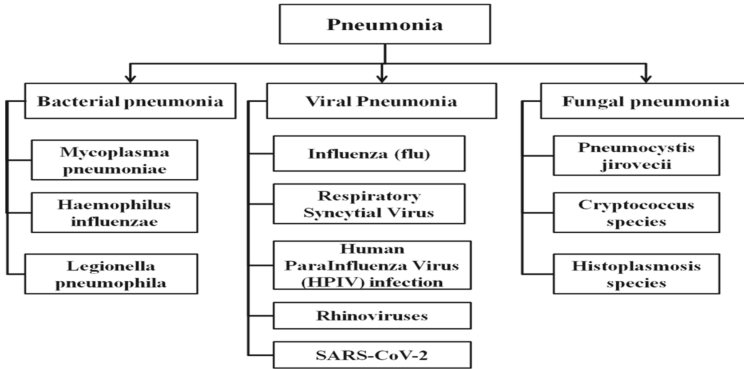 Pneumonia
Bacterial pneumonia
Mycoplasma
pneumoniae
Haemophilus
influenzae
Legionella
pneumophila
Viral Pneumonia
Influenza (flu)
Respiratory
Syncytial Virus
Human
ParaInfluenza Virus
(HPIV) infection
Rhinoviruses
SARS-CoV-2
Fungal pneumonia
Pneumocystis
jirovecii
Cryptococcus
species
Histoplasmosis
species